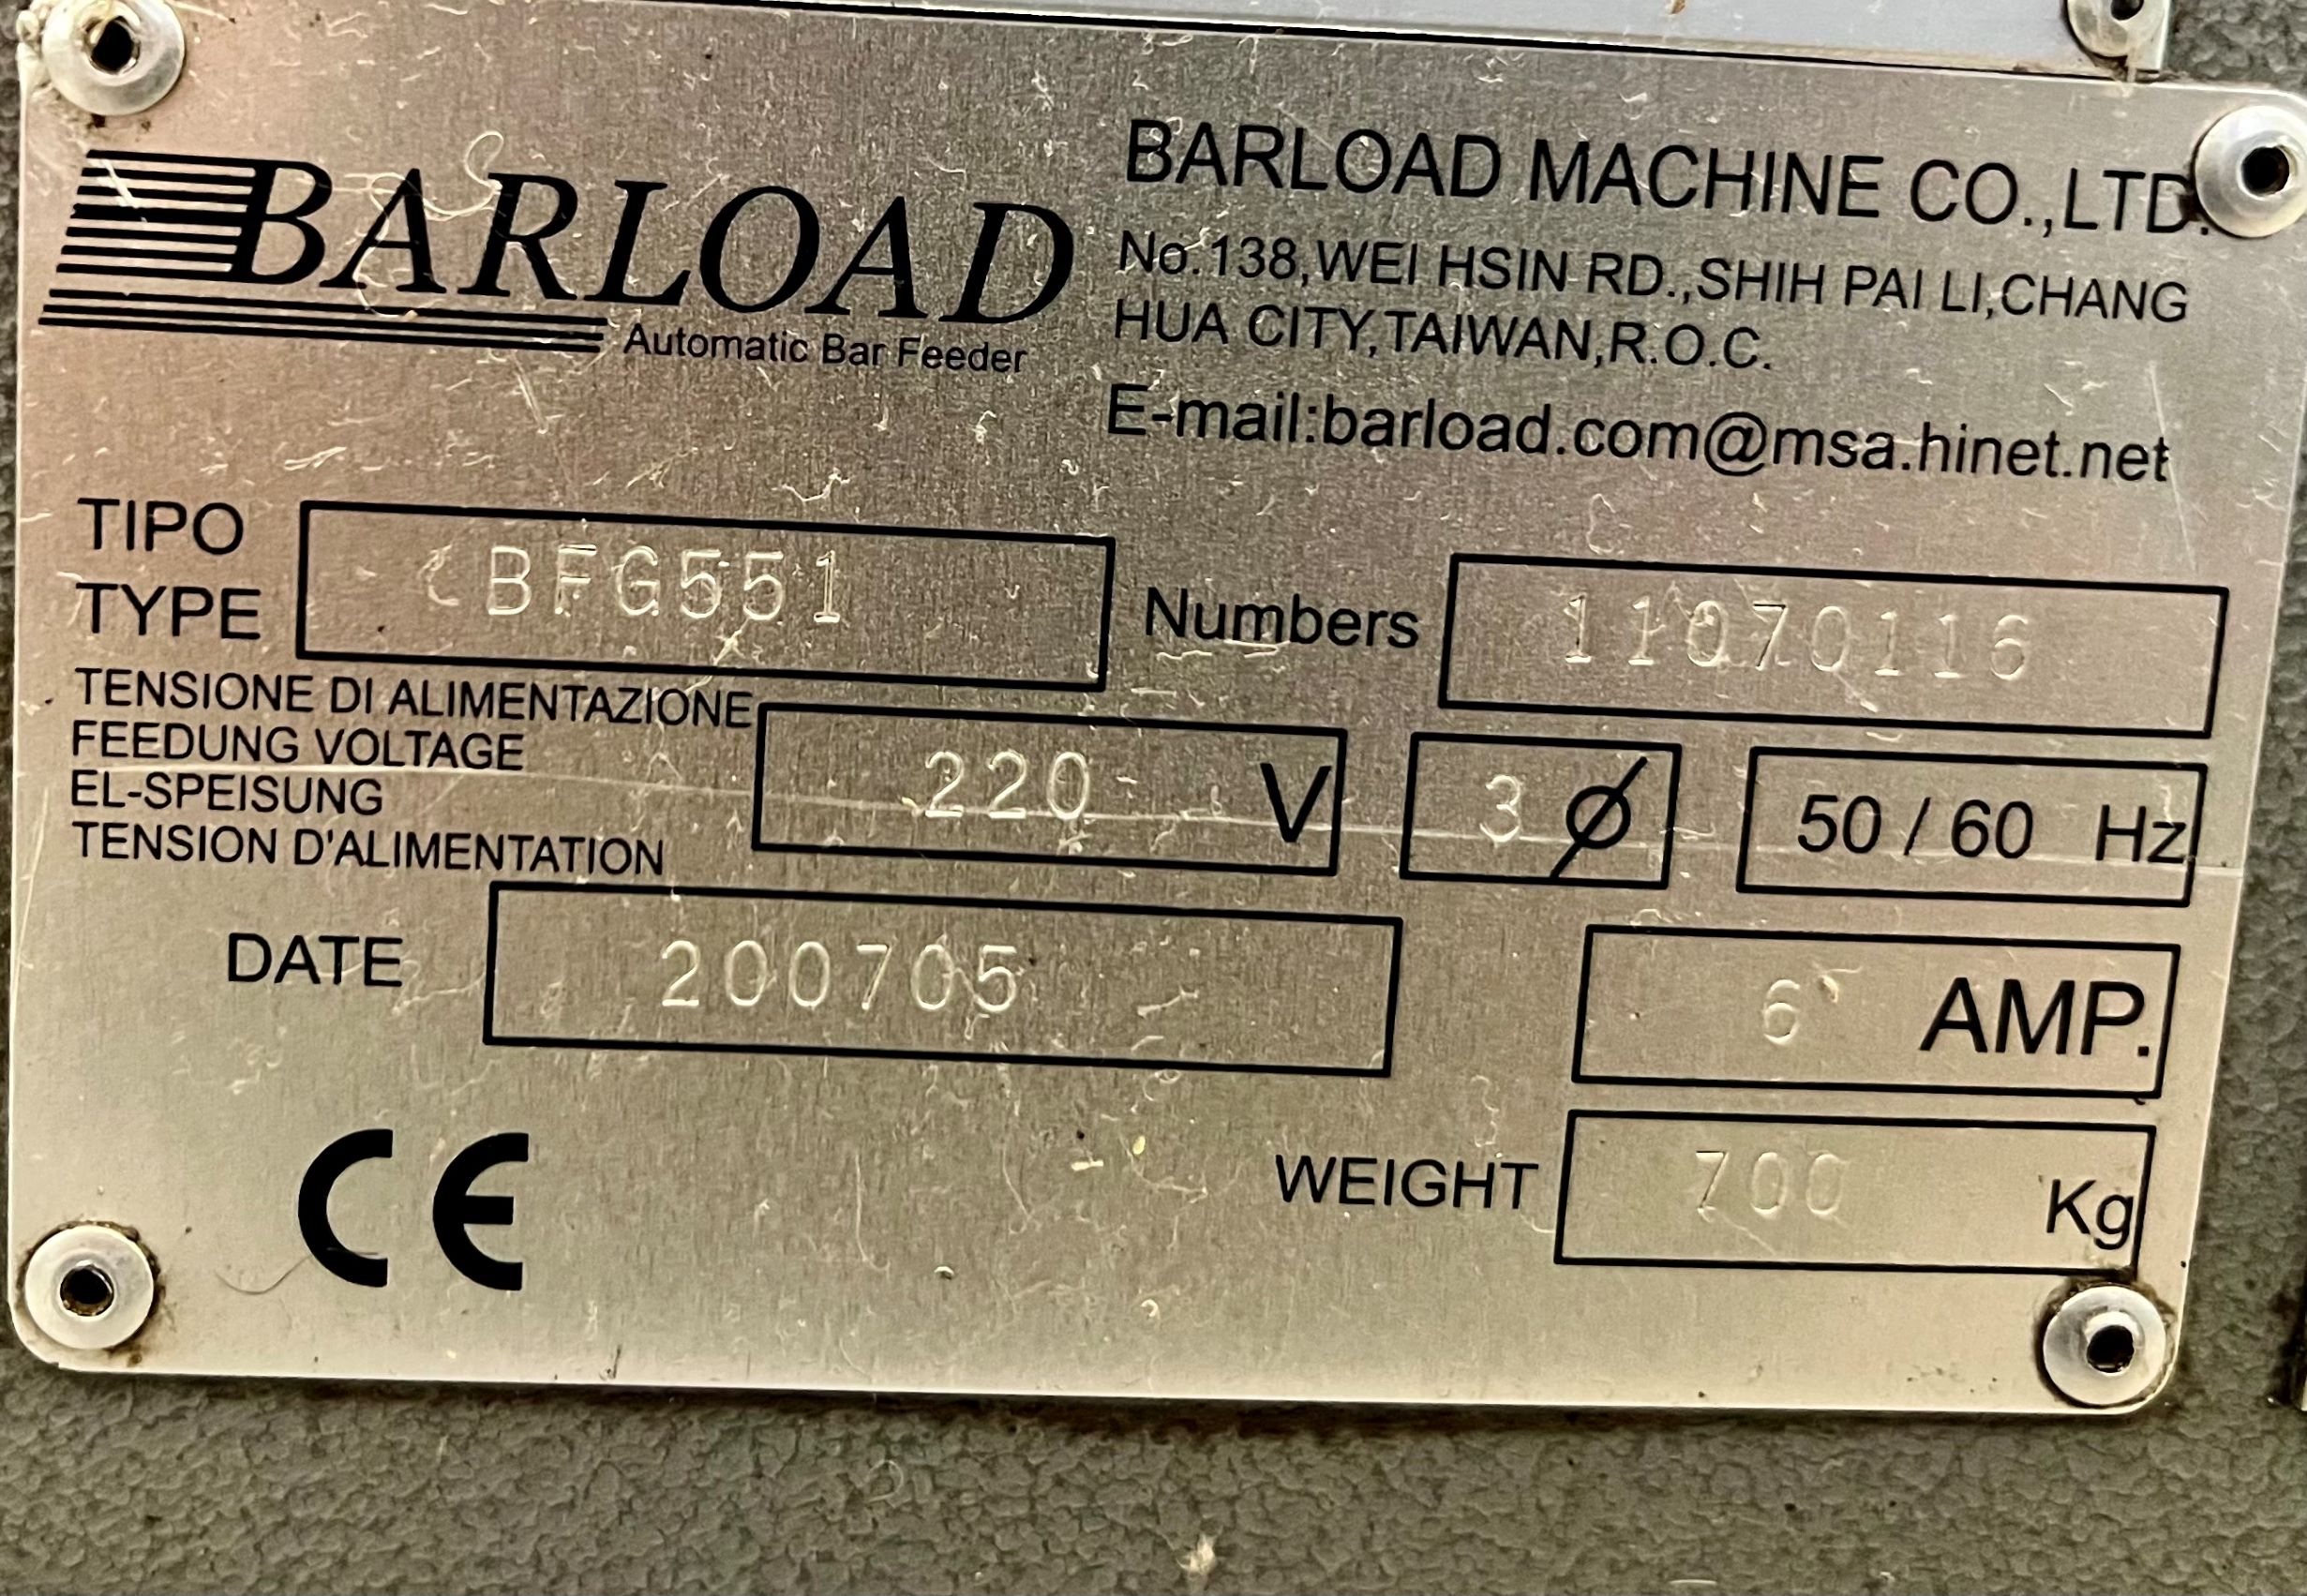 BARLOAD
Automatic Bar Feeder
BARLOAD MACHINE CO.,LTD.
No.138,WEI HSIN RD.,SHIH PAI LI,CHANG
HUA CITY,TAIWAN,R.O.C.
E-mail:barload.com@msa.hinet.net
TIPO
TYPE
BFG551
Numbers
11070116
TENSIONE DI ALIMENTAZIONE
FEEDUNG VOLTAGE
EL-SPEISUNG
TENSION D'ALIMENTATION
220 V
3 ϕ
50 / 60 Hz
DATE
200705
6 AMP.
CE
WEIGHT
700 Kg